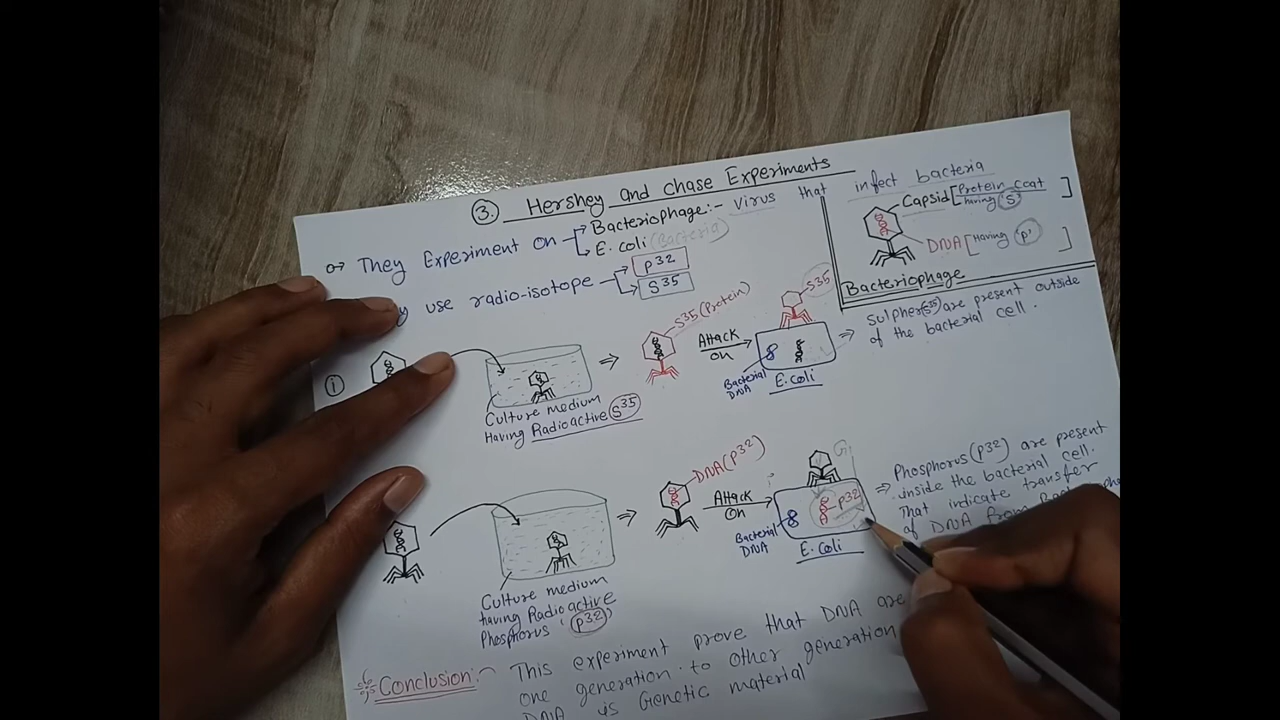 3. Hershey and chase Experiments
They Experiment on
Bacteriophage:- virus that infect bacteria
E. coli (Bacteria)
use radio-isotope
P32
S35
Capsid [Protein coat
having 'S']
DNA [Having 'P']
Bacteriophage
i
Culture medium
Having Radioactive S35
S35 (Protein)
Attack
on
S35
Bacterial
DNA
E.coli
Sulpher(S35) are present outside
of the bacterial cell.
Culture medium
having Radioactive
Phosphorus '(P32)'
DNA(P32)
Attack
On
P32
Bacterial
DNA
E.coli
Phosphorus (P32) are present
inside the bacterial cell.
That indicate transfer
of DNA from
Conclusion:-
This experiment prove that DNA are
one generation to other generation
DNA is Genetic material